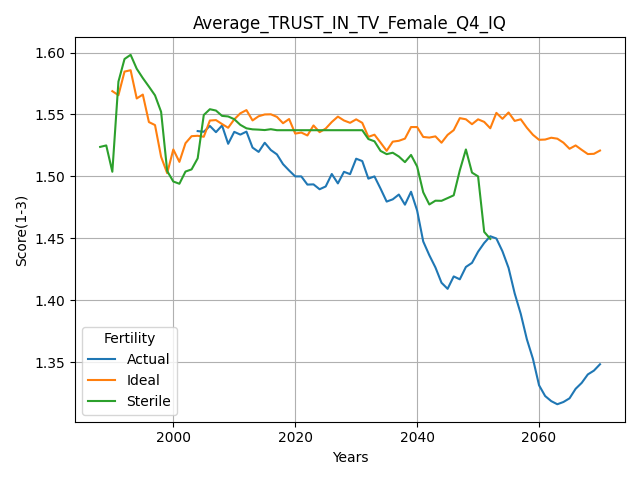 Average_TRUST_IN_TV_Female_Q4_IQ
Score(1-3)
1.60
1.55
1.50
1.45
1.40
1.35
Fertility
Actual
Ideal
Sterile
2000 2020 2040 2060
Years